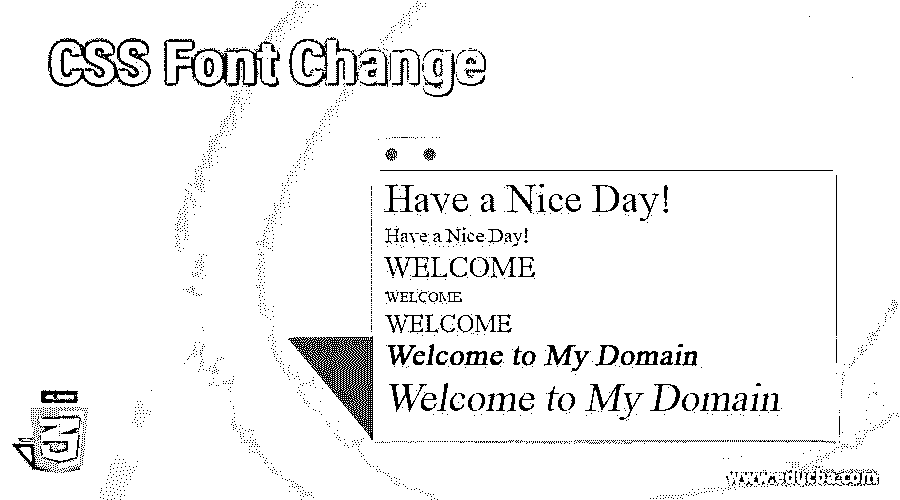 CSS Font Change
Have a Nice Day!
Have a Nice Day!
WELCOME
WELCOME
WELCOME
Welcome to My Domain
Welcome to My Domain
www.educba.com